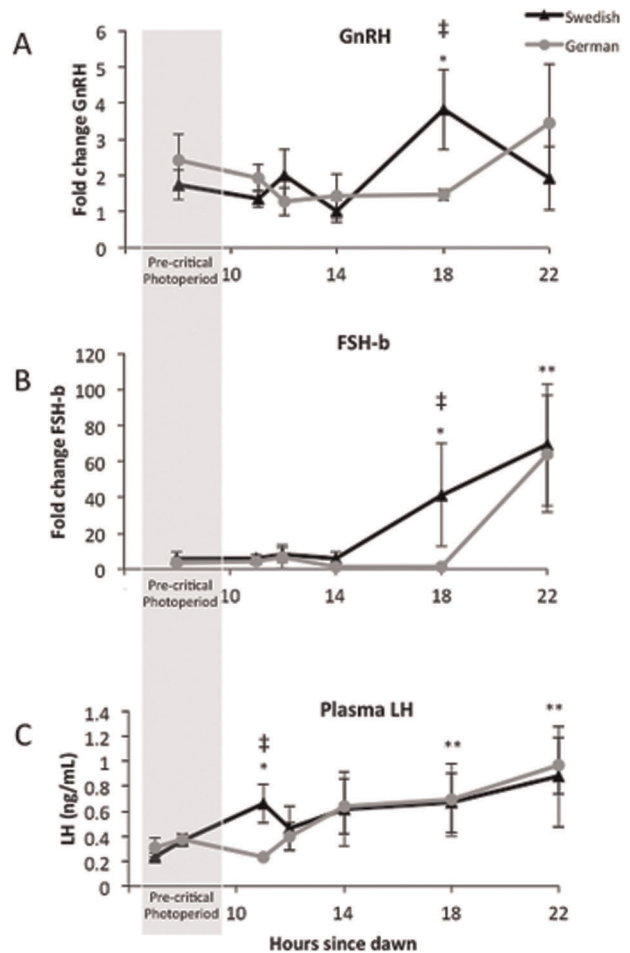 A
GnRH
Swedish
German
‡
*
Fold change GnRH
6
5
4
3
2
1
0
Pre-critical
Photoperiod
10
14
18
22
B
FSH-b
‡
*
**
Fold change FSH-b
120
100
80
60
40
20
0
Pre-critical
Photoperiod
10
14
18
22
C
Plasma LH
‡
*
**
**
LH (ng/mL)
1.4
1.2
1
0.8
0.6
0.4
0.2
0
Pre-critical
Photoperiod
10
14
18
22
Hours since dawn